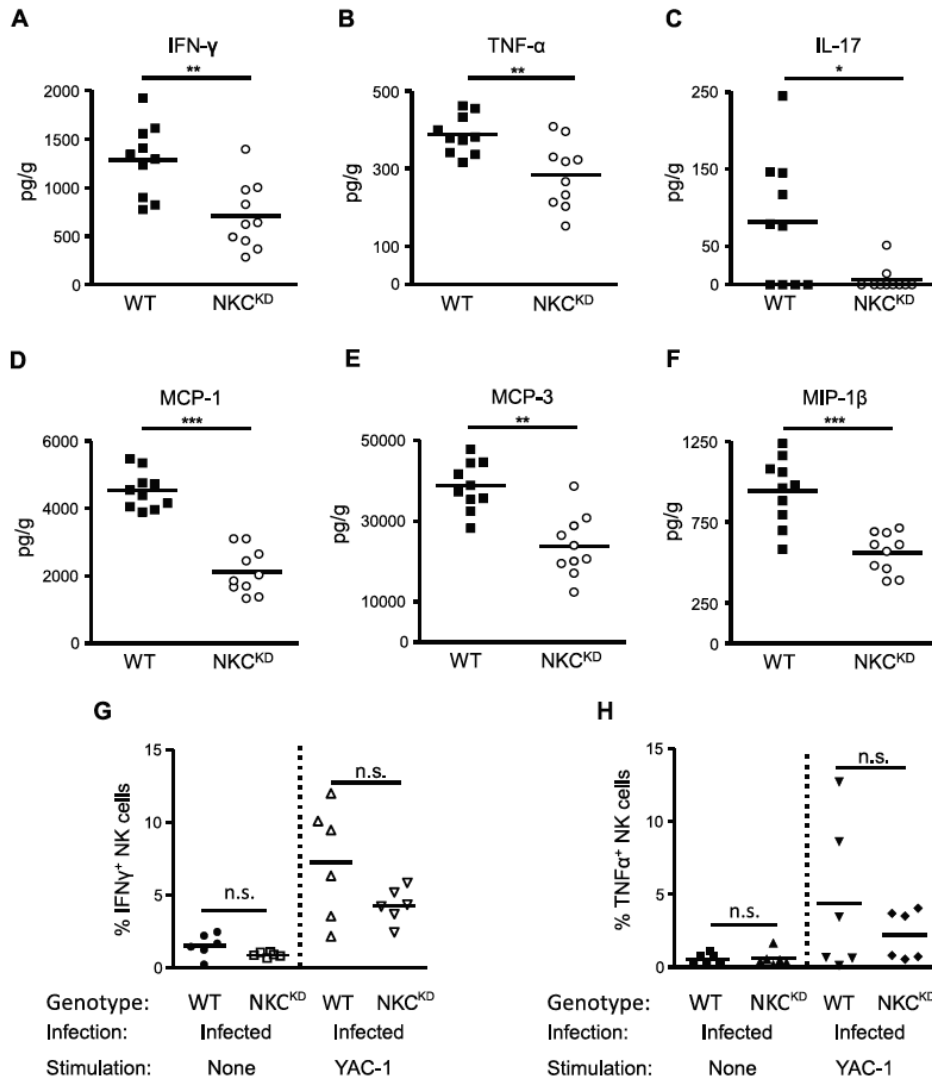 A
IFN-γ
**
2000
1500
1000
500
0
pg/g
WT
NKC^KD
B
TNF-α
**
500
300
100
0
pg/g
WT
NKC^KD
C
IL-17
*
250
150
50
50
0
pg/g
WT
NKC^KD
D
MCP-1
***
6000
4000
2000
0
pg/g
WT
NKC^KD
E
MCP-3
**
50000
30000
10000
0
pg/g
WT
NKC^KD
F
MIP-1β
***
1250
750
250
0
pg/g
WT
NKC^KD
G
15
10
5
0
% IFNγ+ NK cells
n.s.
n.s.
Genotype: WT NKC^KD WT NKC^KD
Infection: Infected Infected
Stimulation: None YAC-1
H
15
10
5
0
% TNFα+ NK cells
n.s.
n.s.
Genotype: WT NKC^KD WT NKC^KD
Infection: Infected Infected
Stimulation: None YAC-1